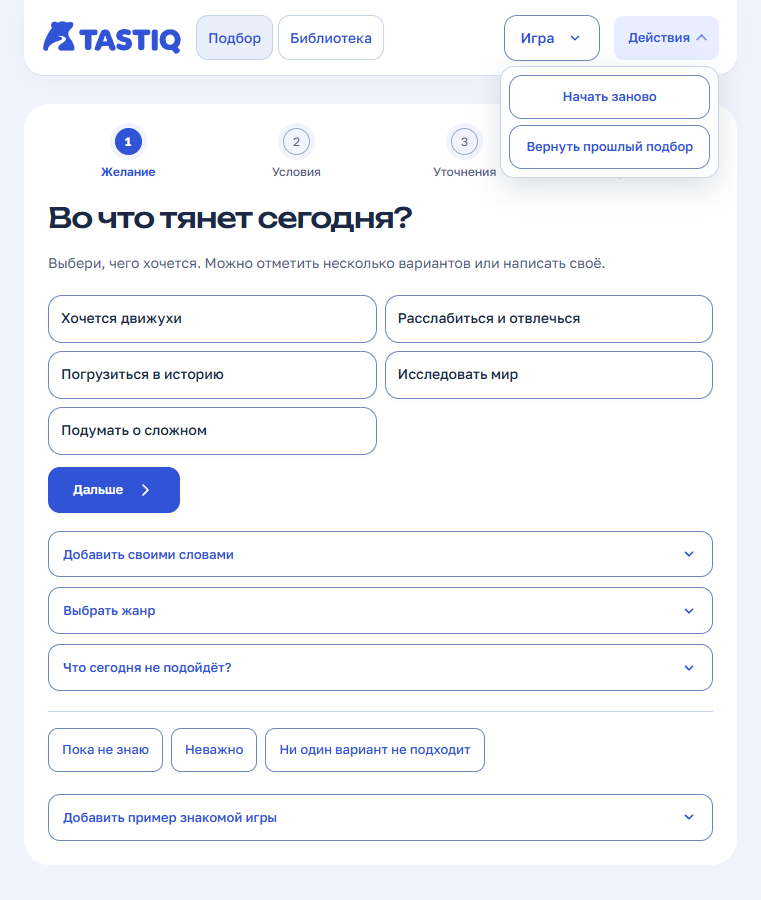 TASTIQ
Подбор
Библиотека
Игра
Действия
Начать заново
Вернуть прошлый подбор
1
2
3
Желание
Условия
Уточнения
Во что тянет сегодня?
Выбери, чего хочется. Можно отметить несколько вариантов или написать своё.
Хочется движухи
Расслабиться и отвлечься
Погрузиться в историю
Исследовать мир
Подумать о сложном
Дальше
Добавить своими словами
Выбрать жанр
Что сегодня не подойдёт?
Пока не знаю
Неважно
Ни один вариант не подходит
Добавить пример знакомой игры